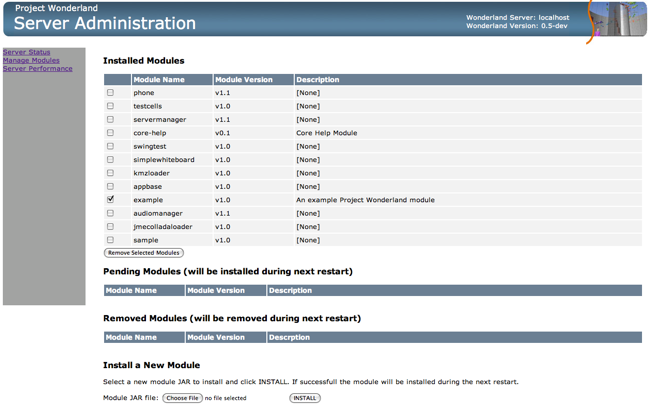 Project Wonderland
Server Administration
Wonderland Server: localhost
Wonderland Version: 0.5-dev
Server Status
Manage Modules
Server Performance
Installed Modules
Module Name Module Version Description
phone v1.1 [None]
testcells v1.0 [None]
servermanager v1.1 [None]
core-help v0.1 Core Help Module
swingtest v1.0 [None]
simplewhiteboard v1.0 [None]
kmzloader v1.0 [None]
appbase v1.0 [None]
example v1.0 An example Project Wonderland module
audiomanager v1.1 [None]
jmecolladaloader v1.0 [None]
sample v1.0 [None]
Remove Selected Modules
Pending Modules (will be installed during next restart)
Module Name Module Version Description
Removed Modules (will be removed during next restart)
Module Name Module Version Descrption
Install a New Module
Select a new module JAR to install and click INSTALL. If successfull the module will be installed during the next restart.
Module JAR file: Choose File no file selected INSTALL